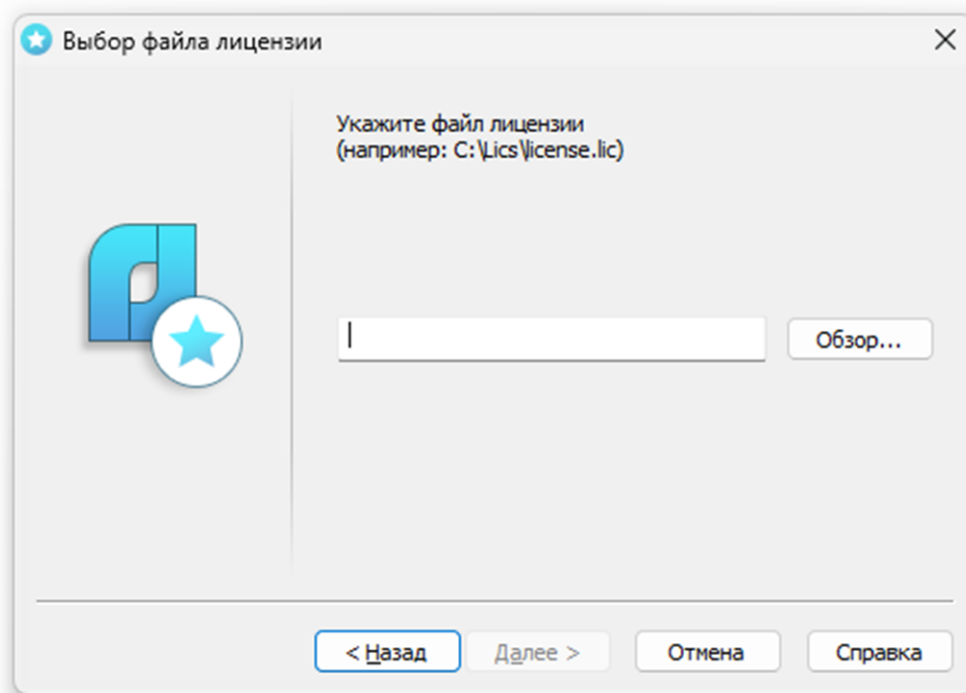 Выбор файла лицензии
Укажите файл лицензии
(например: C:\Lics\license.lic)
Обзор...
< Назад
Далее >
Отмена
Справка